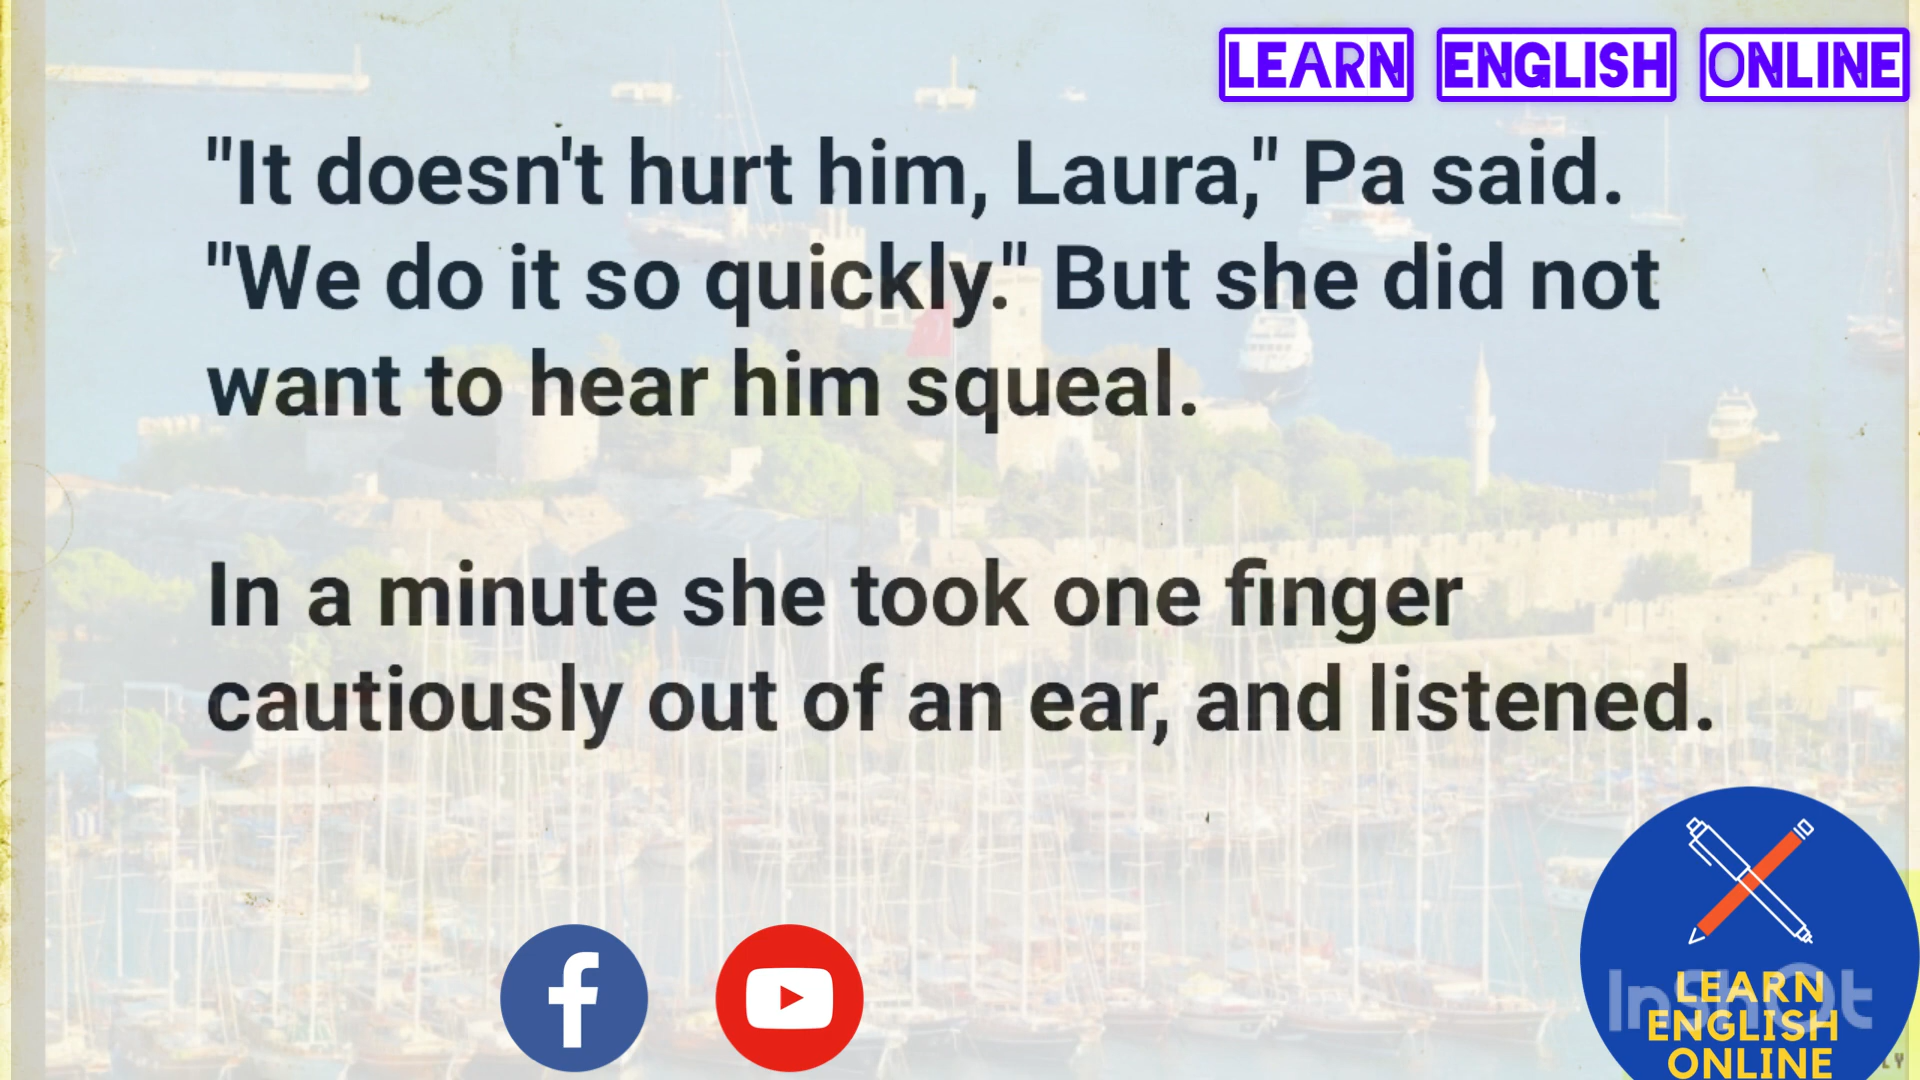 LEARN ENGLISH ONLINE
"It doesn't hurt him, Laura," Pa said.
"We do it so quickly." But she did not
want to hear him squeal.
In a minute she took one finger
cautiously out of an ear, and listened.
InShOt
LEARN
ENGLISH
ONLINE